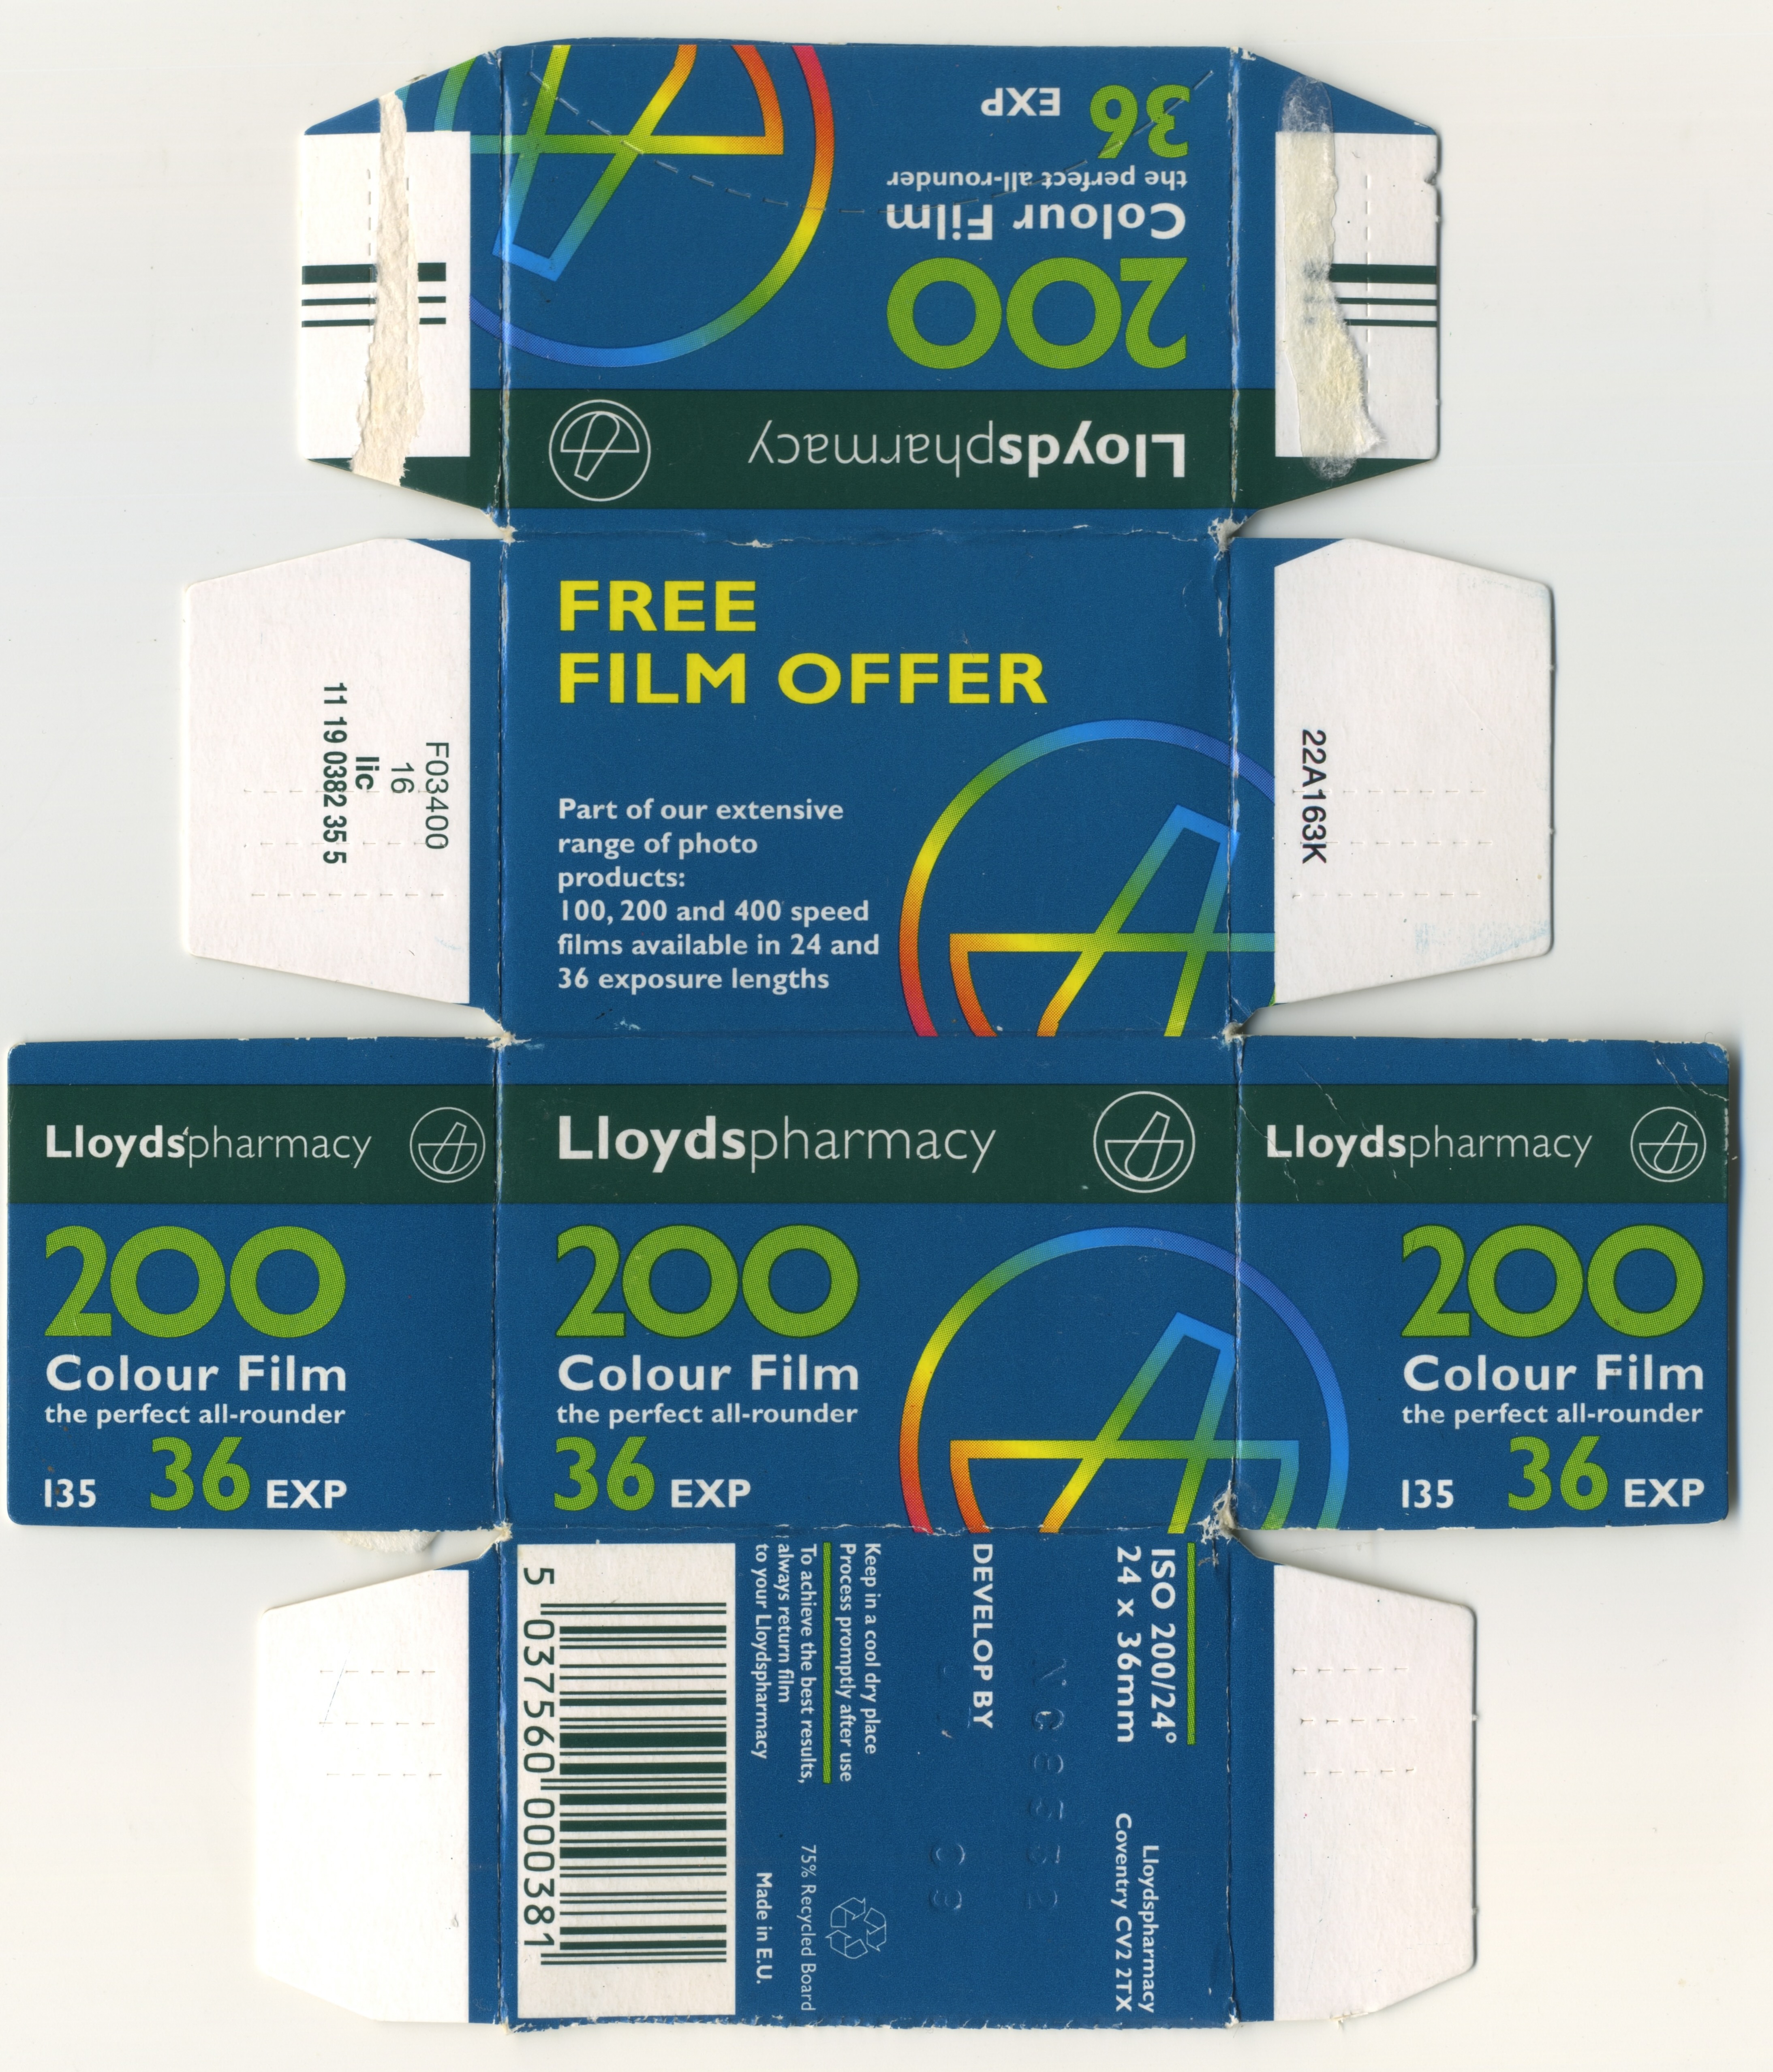 36 EXP
the perfect all-rounder
Colour Film
200
Lloydspharmacy
FREE
FILM OFFER
Part of our extensive
range of photo
products:
100, 200 and 400 speed
films available in 24 and
36 exposure lengths
F03400
16
lic
11 19 0382 35 5
22A163K
Lloydspharmacy
200
Colour Film
the perfect all-rounder
135 36 EXP
Lloydspharmacy
200
Colour Film
the perfect all-rounder
36 EXP
Lloydspharmacy
200
Colour Film
the perfect all-rounder
135 36 EXP
ISO 200/24°
24 x 36mm
Lloydspharmacy
Coventry CV2 2TX
DEVELOP BY
Keep in a cool dry place
Process promptly after use
To achieve the best results,
always return film
to your Lloydspharmacy
75% Recycled Board
Made in E.U.
5 037560 000381